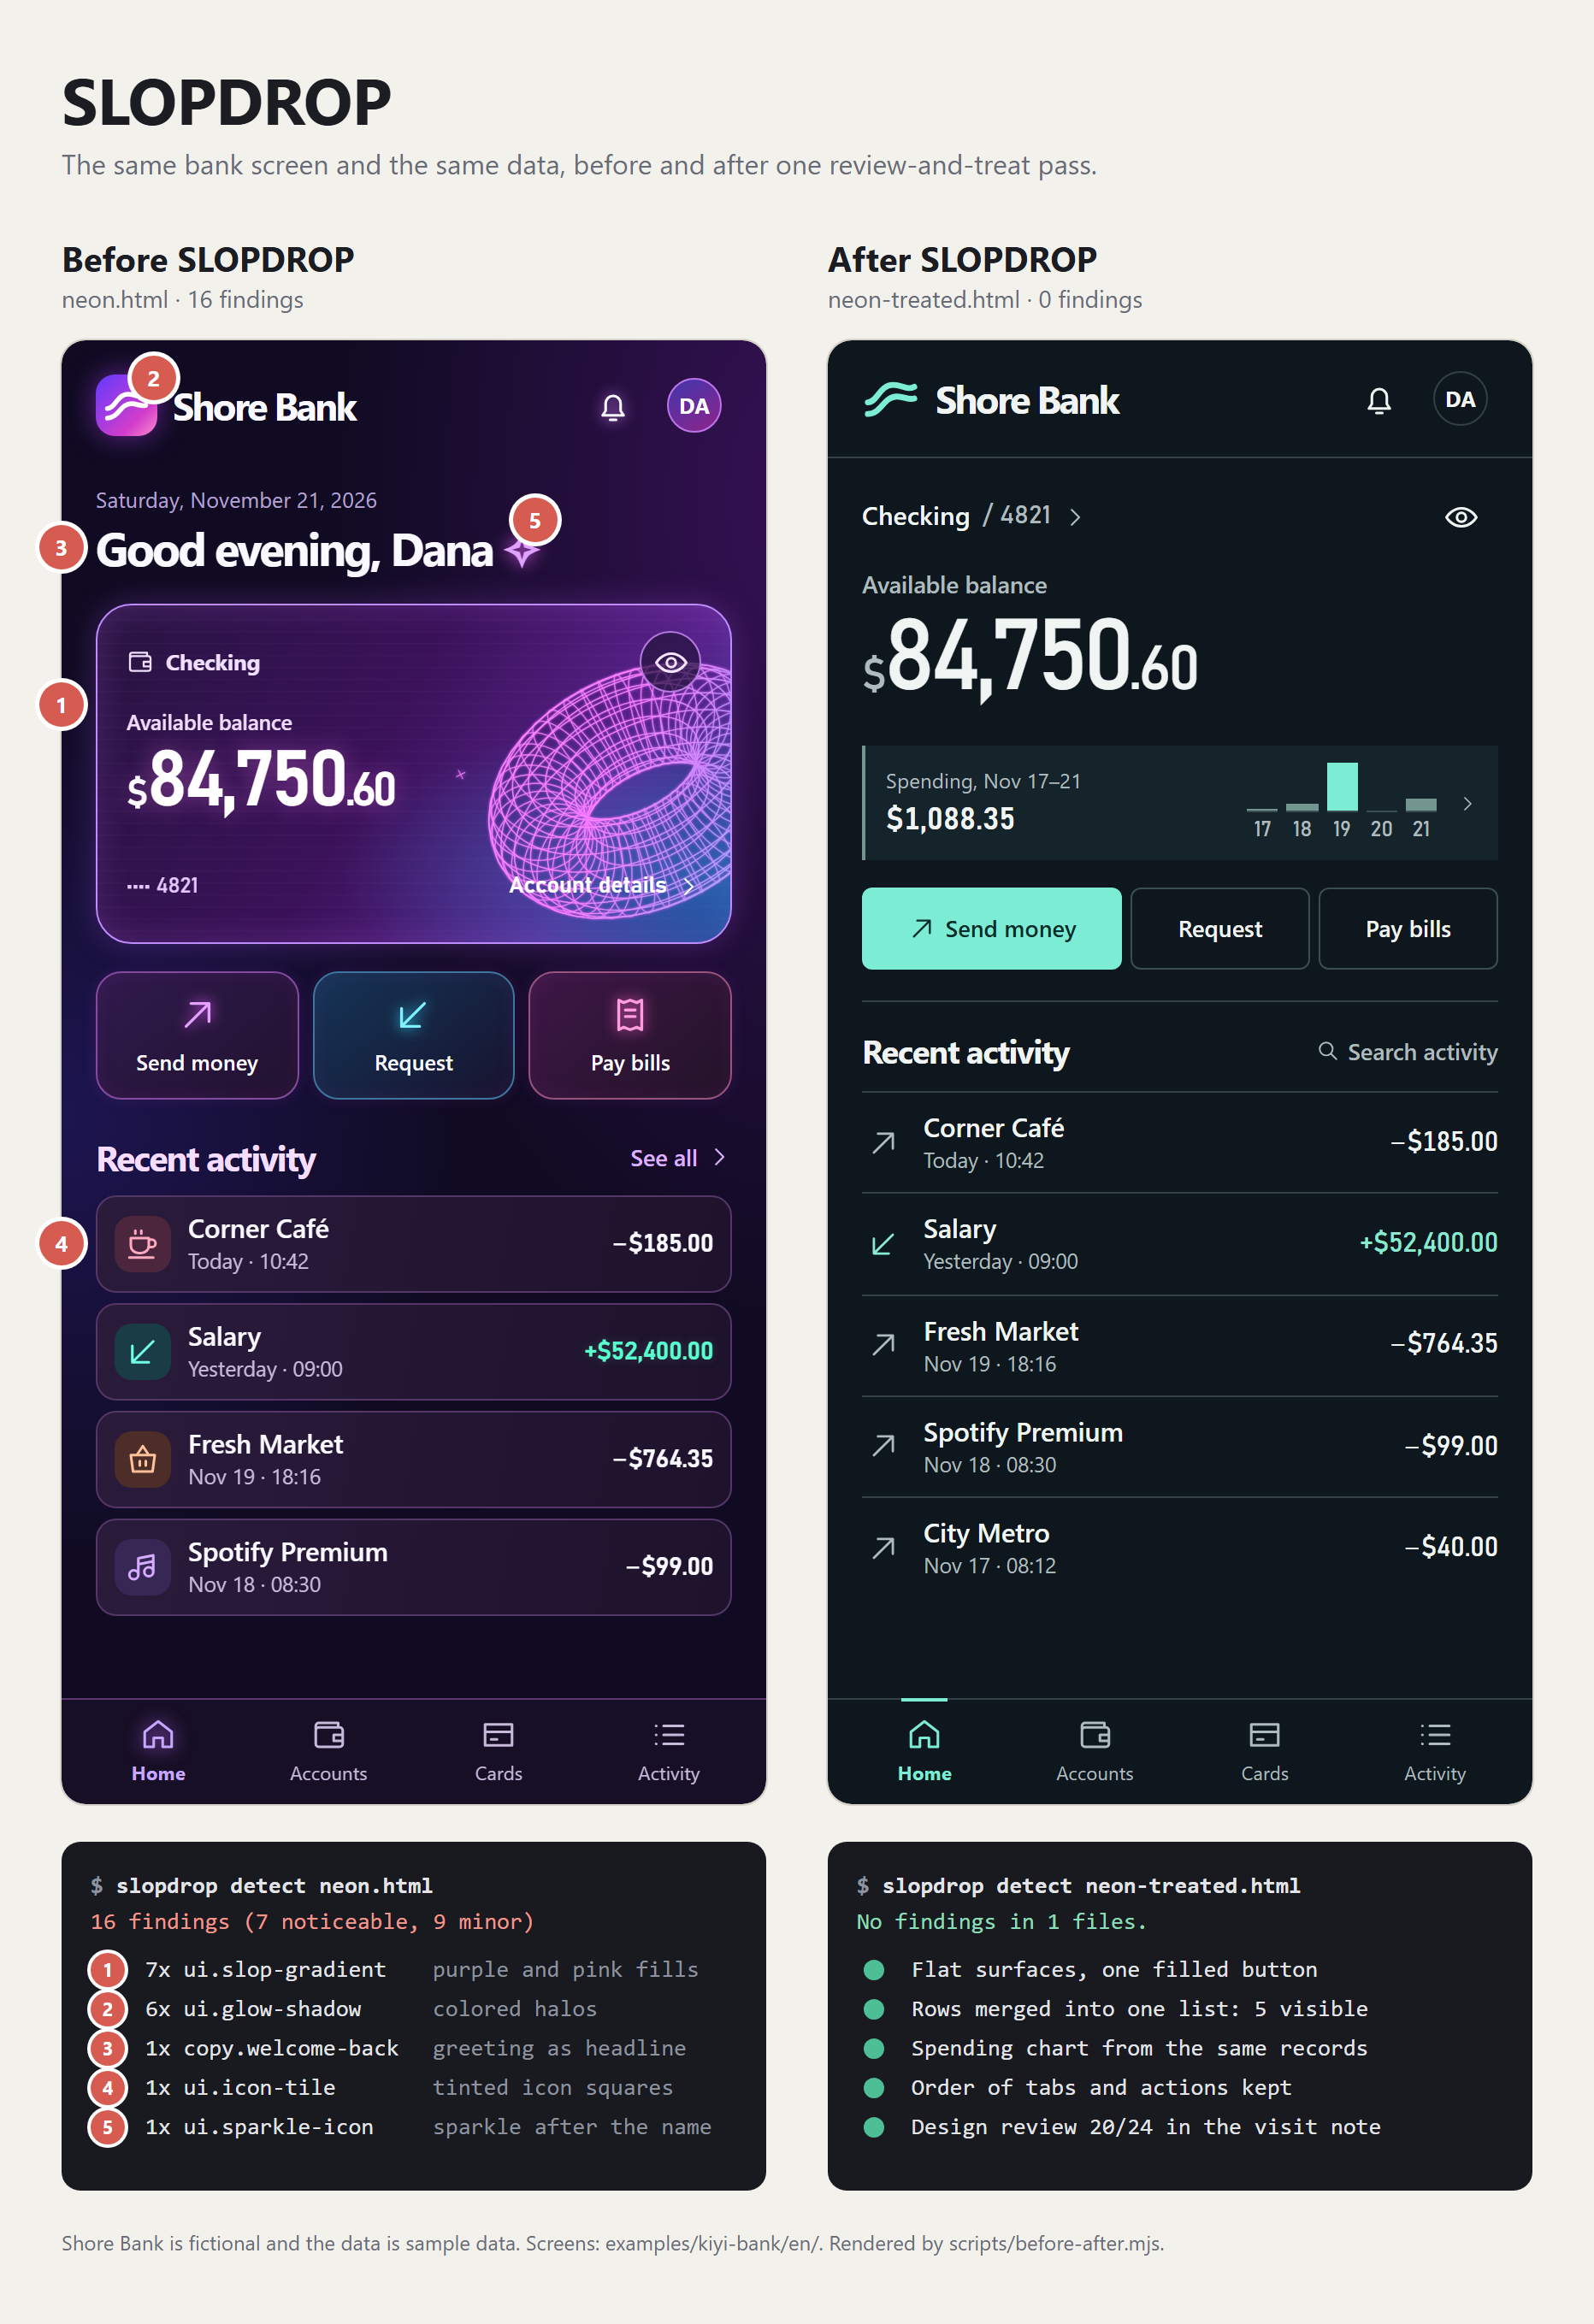 SLOPDROP
The same bank screen and the same data, before and after one review-and-treat pass.
Before SLOPDROP
neon.html · 16 findings
2
Shore Bank
DA
Saturday, November 21, 2026
5
3
Good evening, Dana
Checking
1
Available balance
$84,750.60
•••• 4821
Account details
Send money
Request
Pay bills
Recent activity
See all
4
Corner Café
Today · 10:42
−$185.00
Salary
Yesterday · 09:00
+$52,400.00
Fresh Market
Nov 19 · 18:16
−$764.35
Spotify Premium
Nov 18 · 08:30
−$99.00
Home
Accounts
Cards
Activity
$ slopdrop detect neon.html
16 findings (7 noticeable, 9 minor)
1 7x ui.slop-gradient purple and pink fills
2 6x ui.glow-shadow colored halos
3 1x copy.welcome-back greeting as headline
4 1x ui.icon-tile tinted icon squares
5 1x ui.sparkle-icon sparkle after the name
After SLOPDROP
neon-treated.html · 0 findings
Shore Bank
DA
Checking / 4821
Available balance
$84,750.60
Spending, Nov 17–21
$1,088.35
17 18 19 20 21
Send money
Request
Pay bills
Recent activity
Search activity
Corner Café
Today · 10:42
−$185.00
Salary
Yesterday · 09:00
+$52,400.00
Fresh Market
Nov 19 · 18:16
−$764.35
Spotify Premium
Nov 18 · 08:30
−$99.00
City Metro
Nov 17 · 08:12
−$40.00
Home
Accounts
Cards
Activity
$ slopdrop detect neon-treated.html
No findings in 1 files.
Flat surfaces, one filled button
Rows merged into one list: 5 visible
Spending chart from the same records
Order of tabs and actions kept
Design review 20/24 in the visit note
Shore Bank is fictional and the data is sample data. Screens: examples/kiyi-bank/en/. Rendered by scripts/before-after.mjs.